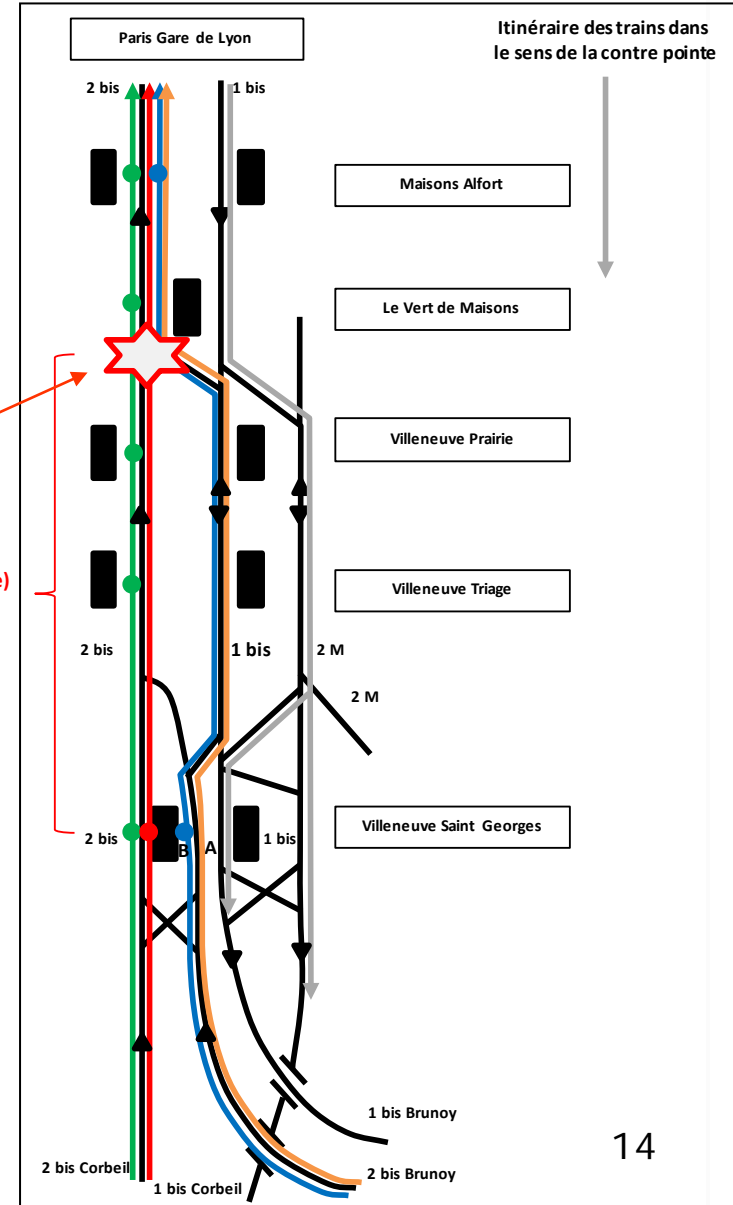 Paris Gare de Lyon
Itinéraire des trains dans
le sens de la contre pointe
2 bis
1 bis
Maisons Alfort
Le Vert de Maisons
Villeneuve Prairie
e)
Villeneuve Triage
2 bis
1 bis
2 M
2 M
2 bis
B
A
1 bis
Villeneuve Saint Georges
1 bis Brunoy
2 bis Corbeil
1 bis Corbeil
2 bis Brunoy
14